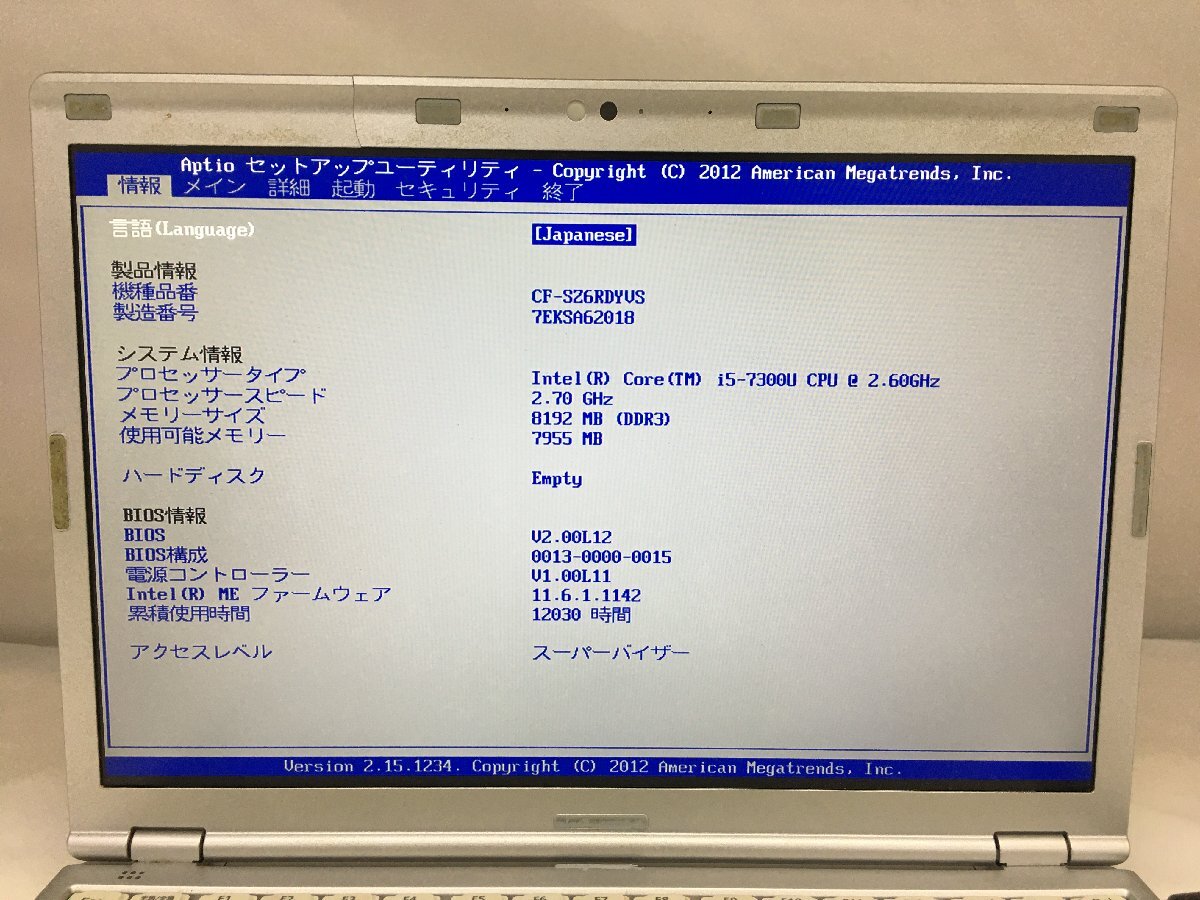 Aptio セットアップユーティリティ - Copyright (C) 2012 American Megatrends, Inc.
情報 メイン 詳細 起動 セキュリティ 終了
言語(Language) [Japanese]
製品情報
機種品番 CF-SZ6RDYVS
製造番号 7EKSA62018
システム情報
プロセッサータイプ Intel(R) Core(TM) i5-7300U CPU @ 2.60GHz
プロセッサースピード 2.70 GHz
メモリーサイズ 8192 MB (DDR3)
使用可能メモリー 7955 MB
ハードディスク Empty
BIOS情報
BIOS V2.00L12
BIOS構成 0013-0000-0015
電源コントローラー V1.00L11
Intel(R) ME ファームウェア 11.6.1.1142
累積使用時間 12030 時間
アクセスレベル スーパーバイザー
Version 2.15.1234. Copyright (C) 2012 American Megatrends, Inc.